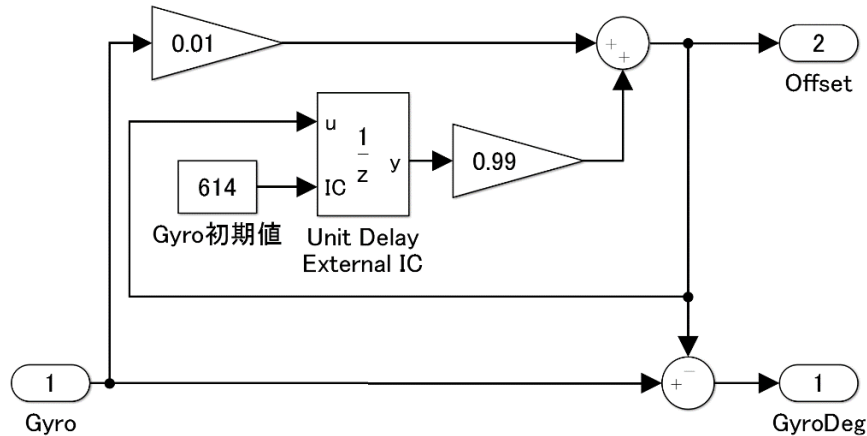 0.01
+
+
2
Offset
u
1
z
y
IC
0.99
614
Gyro初期値
Unit Delay
External IC
1
Gyro
+
−
1
GyroDeg